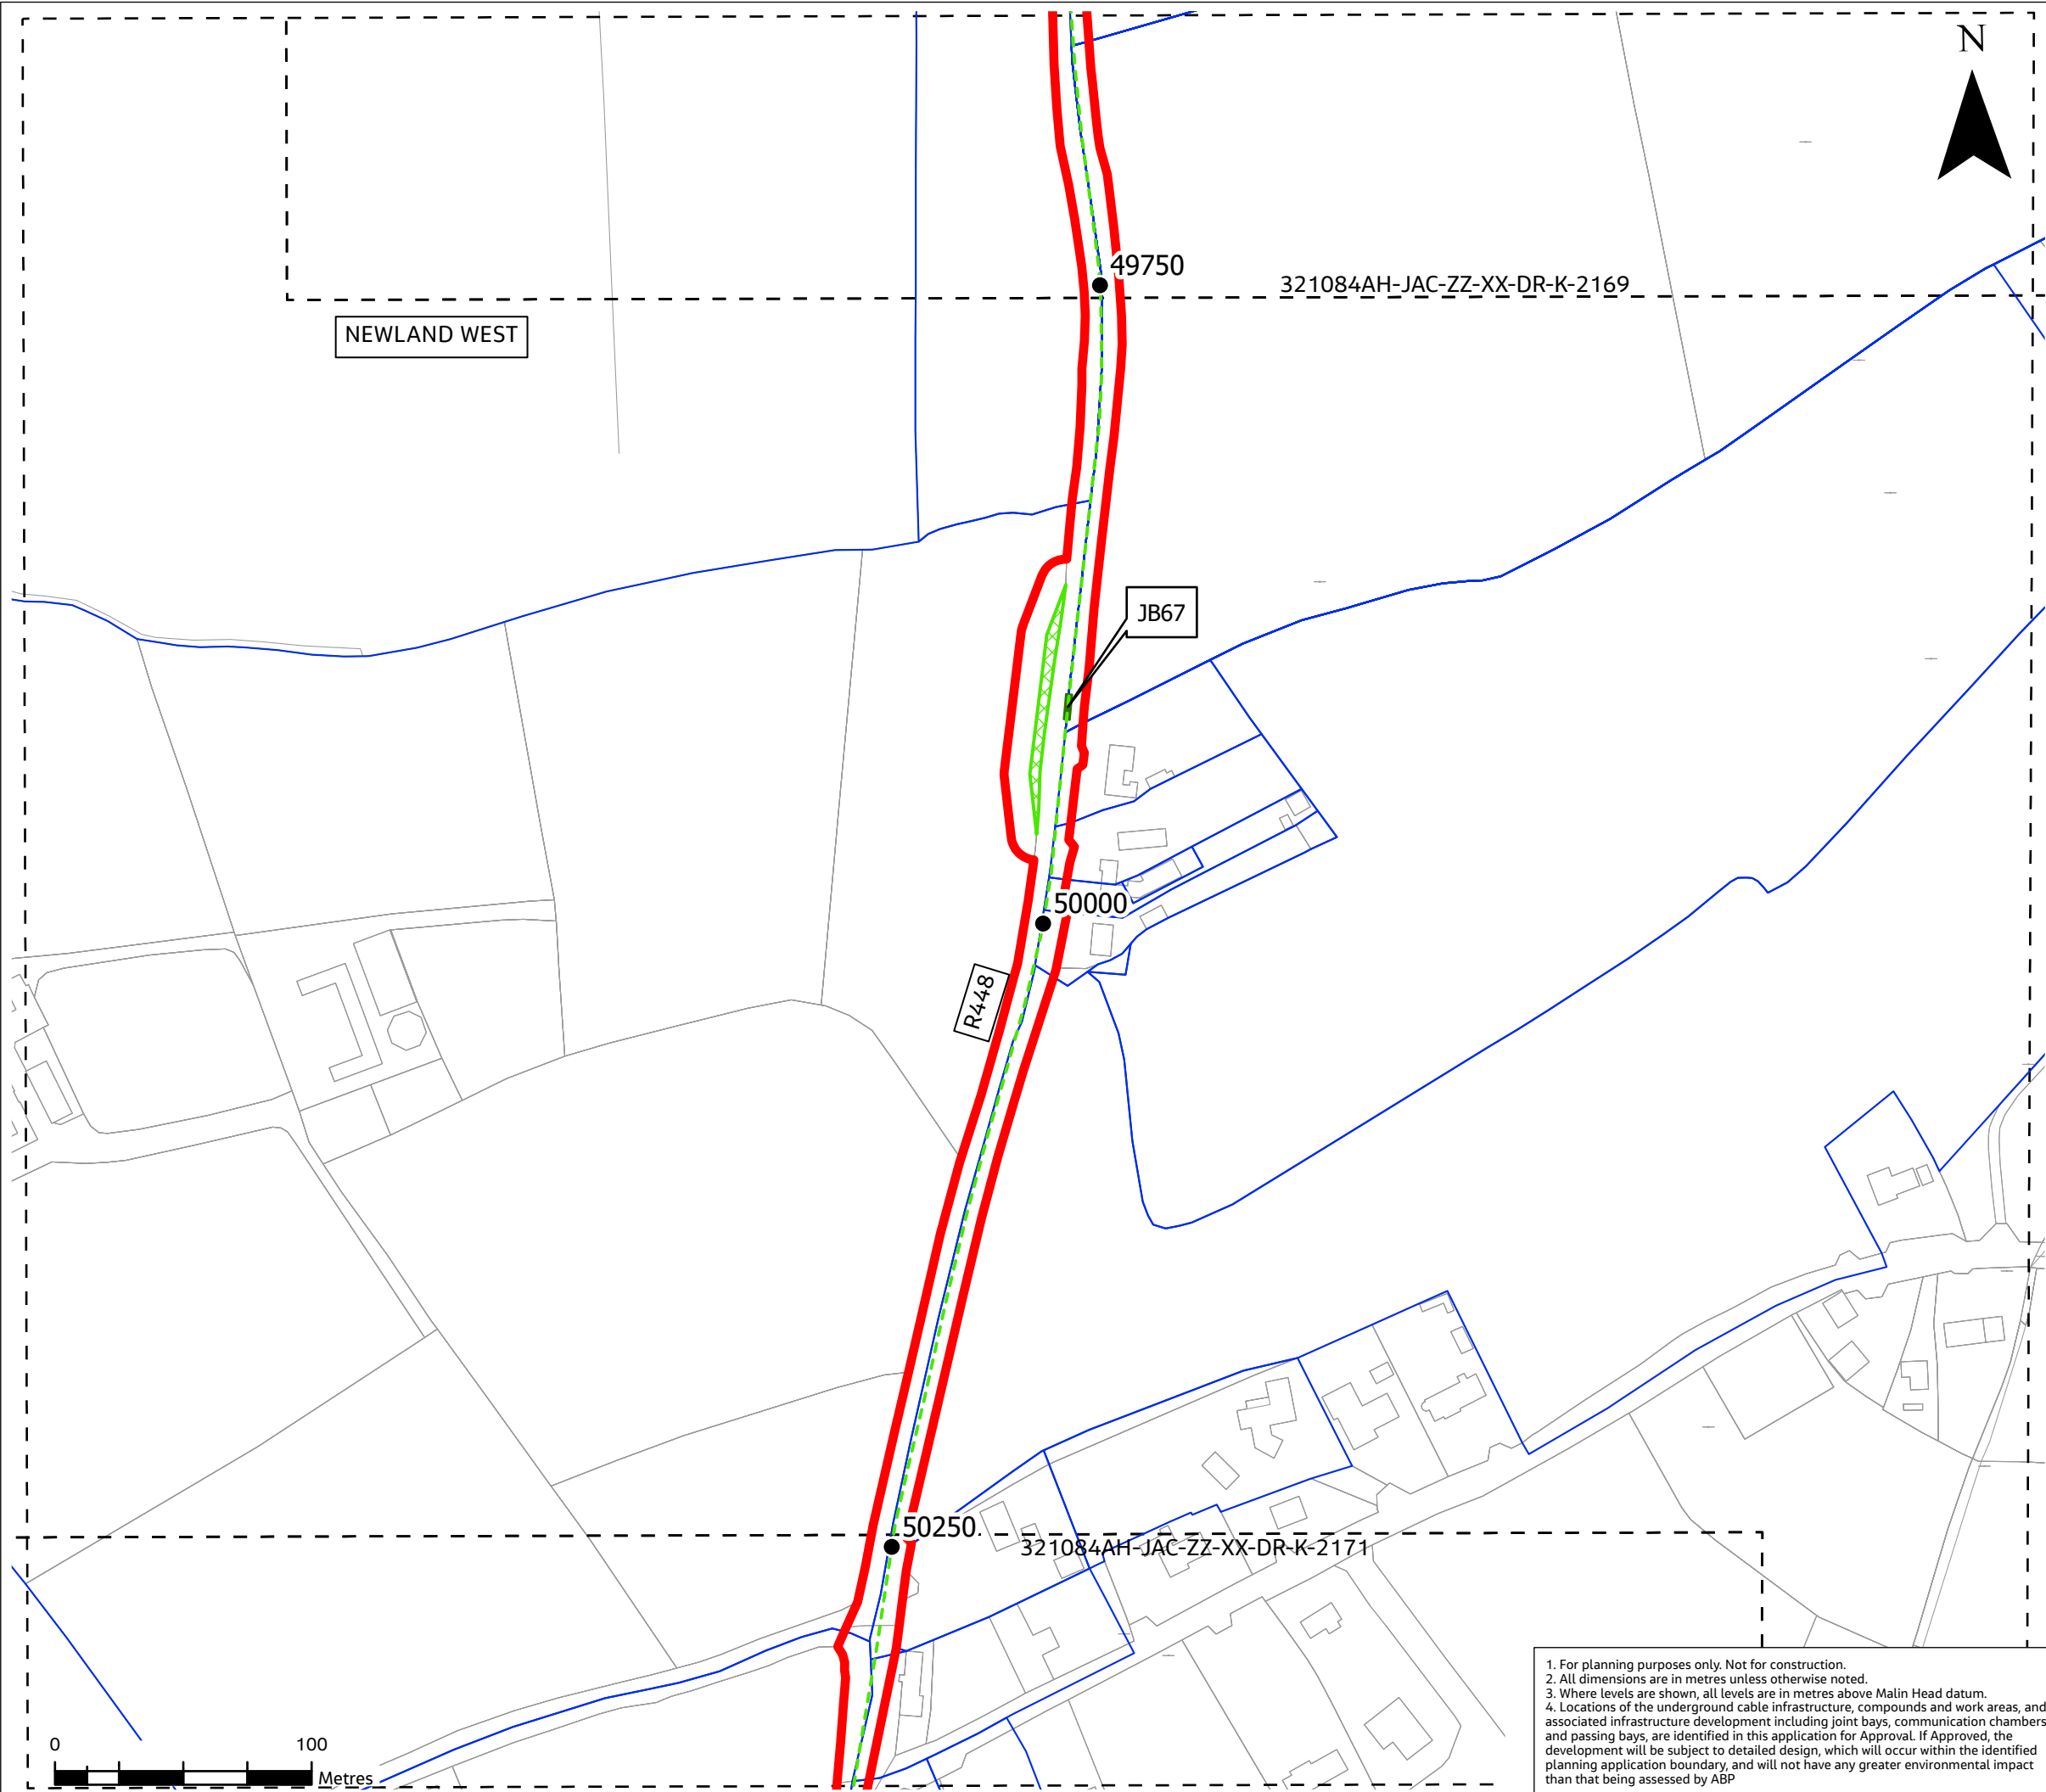 N
49750
321084AH-JAC-ZZ-XX-DR-K-2169
NEWLAND WEST
JB67
50000
R448
50250
321084AH-JAC-ZZ-XX-DR-K-2171
0 100
Metres
1. For planning purposes only. Not for construction.
2. All dimensions are in metres unless otherwise noted.
3. Where levels are shown, all levels are in metres above Malin Head datum.
4. Locations of the underground cable infrastructure, compounds and work areas, and
associated infrastructure development including joint bays, communication chambers
and passing bays, are identified in this application for Approval. If Approved, the
development will be subject to detailed design, which will occur within the identified
planning application boundary, and will not have any greater environmental impact
than that being assessed by ABP